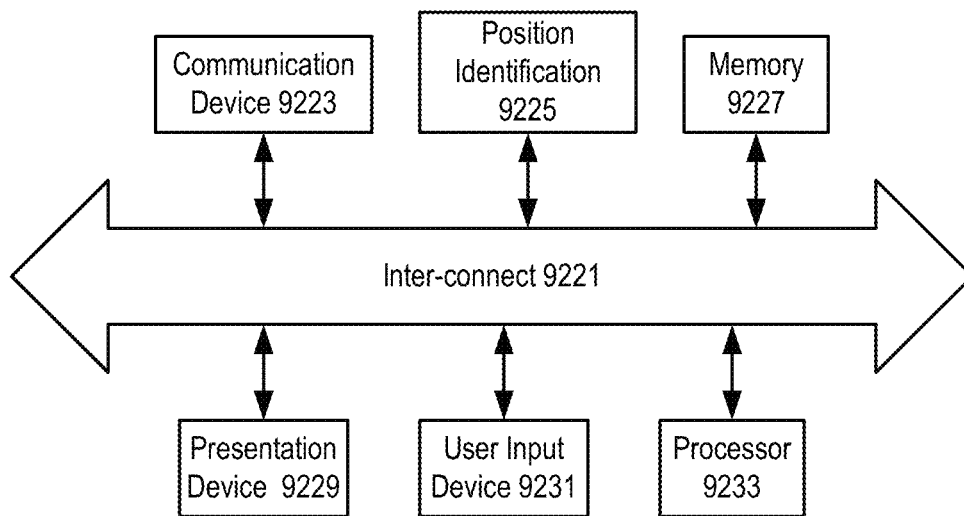 Communication
Device 9223
Position
Identification
9225
Memory
9227
Inter-connect 9221
Presentation
Device 9229
User Input
Device 9231
Processor
9233